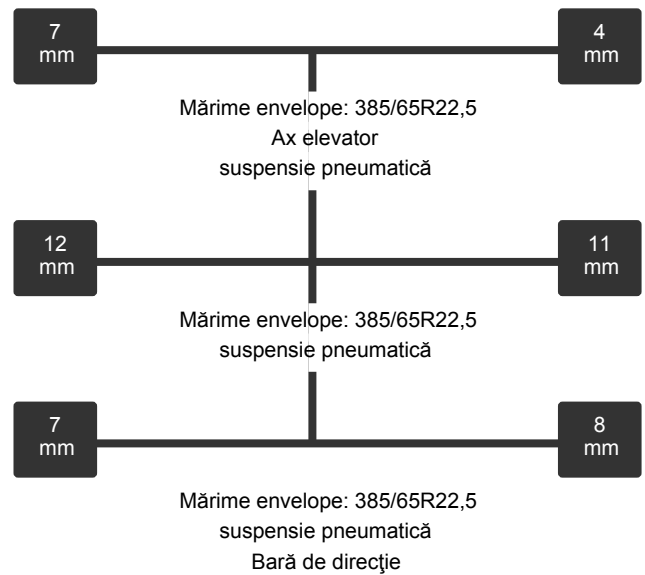 7
mm
4
mm
Mărime envelope: 385/65R22,5
Ax elevator
suspensie pneumatică
12
mm
11
mm
Mărime envelope: 385/65R22,5
suspensie pneumatică
7
mm
8
mm
Mărime envelope: 385/65R22,5
suspensie pneumatică
Bară de direcţie